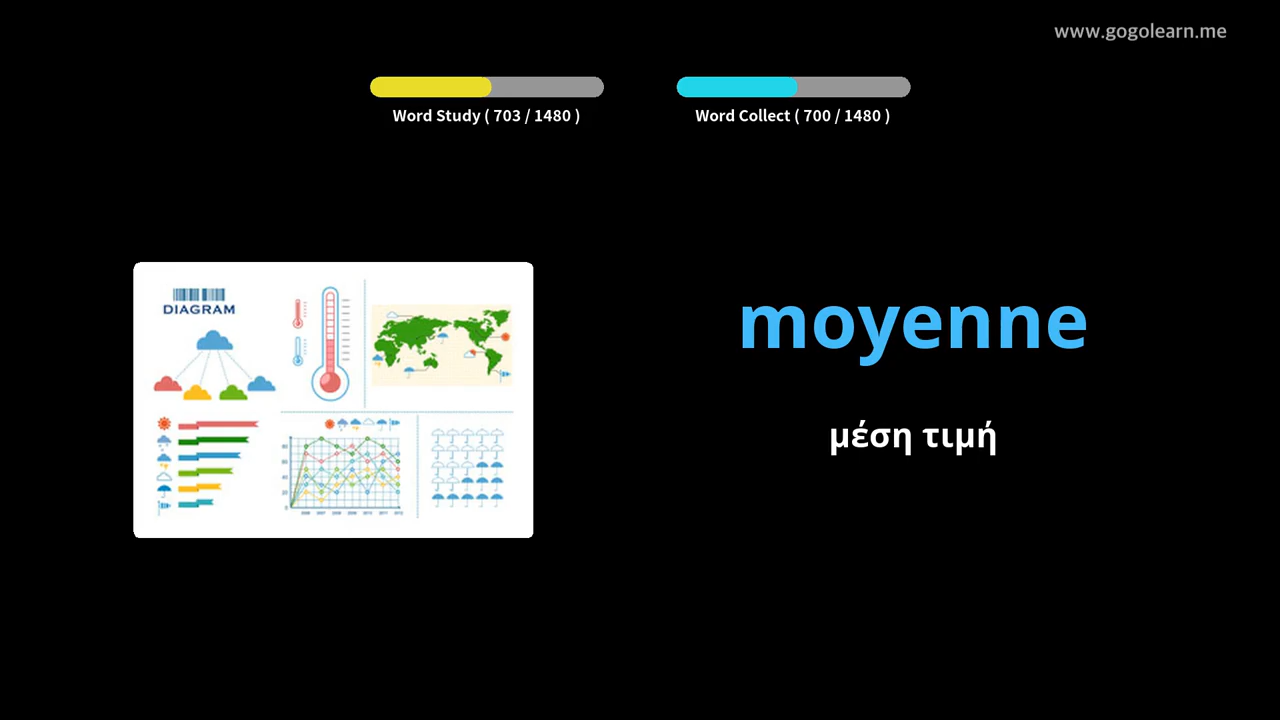 www.gogolearn.me
Word Study ( 703 / 1480 )
Word Collect ( 700 / 1480 )
DIAGRAM
moyenne
μέση τιμή